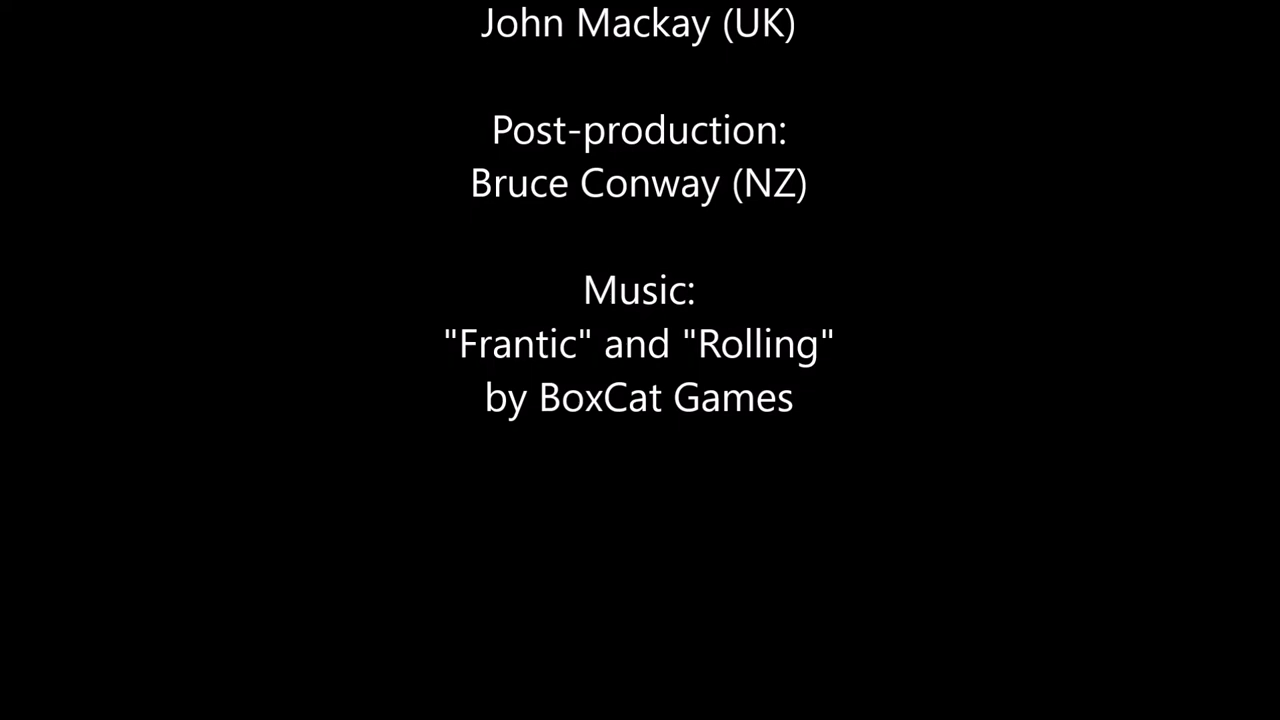 John Mackay (UK)
Post-production:
Bruce Conway (NZ)
Music:
"Frantic" and "Rolling"
by BoxCat Games